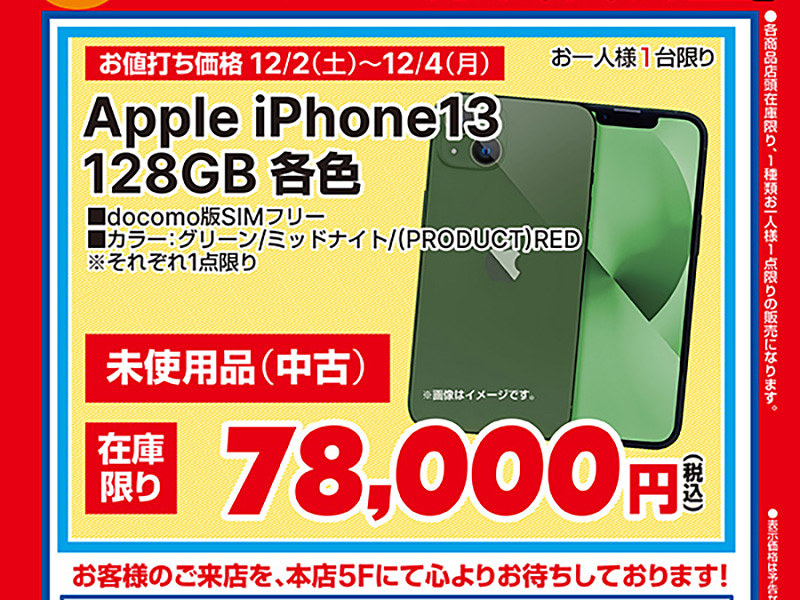 お値打ち価格 12/2(土)～12/4(月)
お一人様1台限り
Apple iPhone13
128GB 各色
■docomo版SIMフリー
■カラー：グリーン/ミッドナイト/(PRODUCT)RED
※それぞれ1点限り
未使用品(中古)
※画像はイメージです。
在庫
限り
78,000円(税込)
お客様のご来店を、本店5Fにて心よりお待ちしております!
●各商品店頭在庫限り、1種類お一人様1点限りの販売になります。
●表示価格は予告な